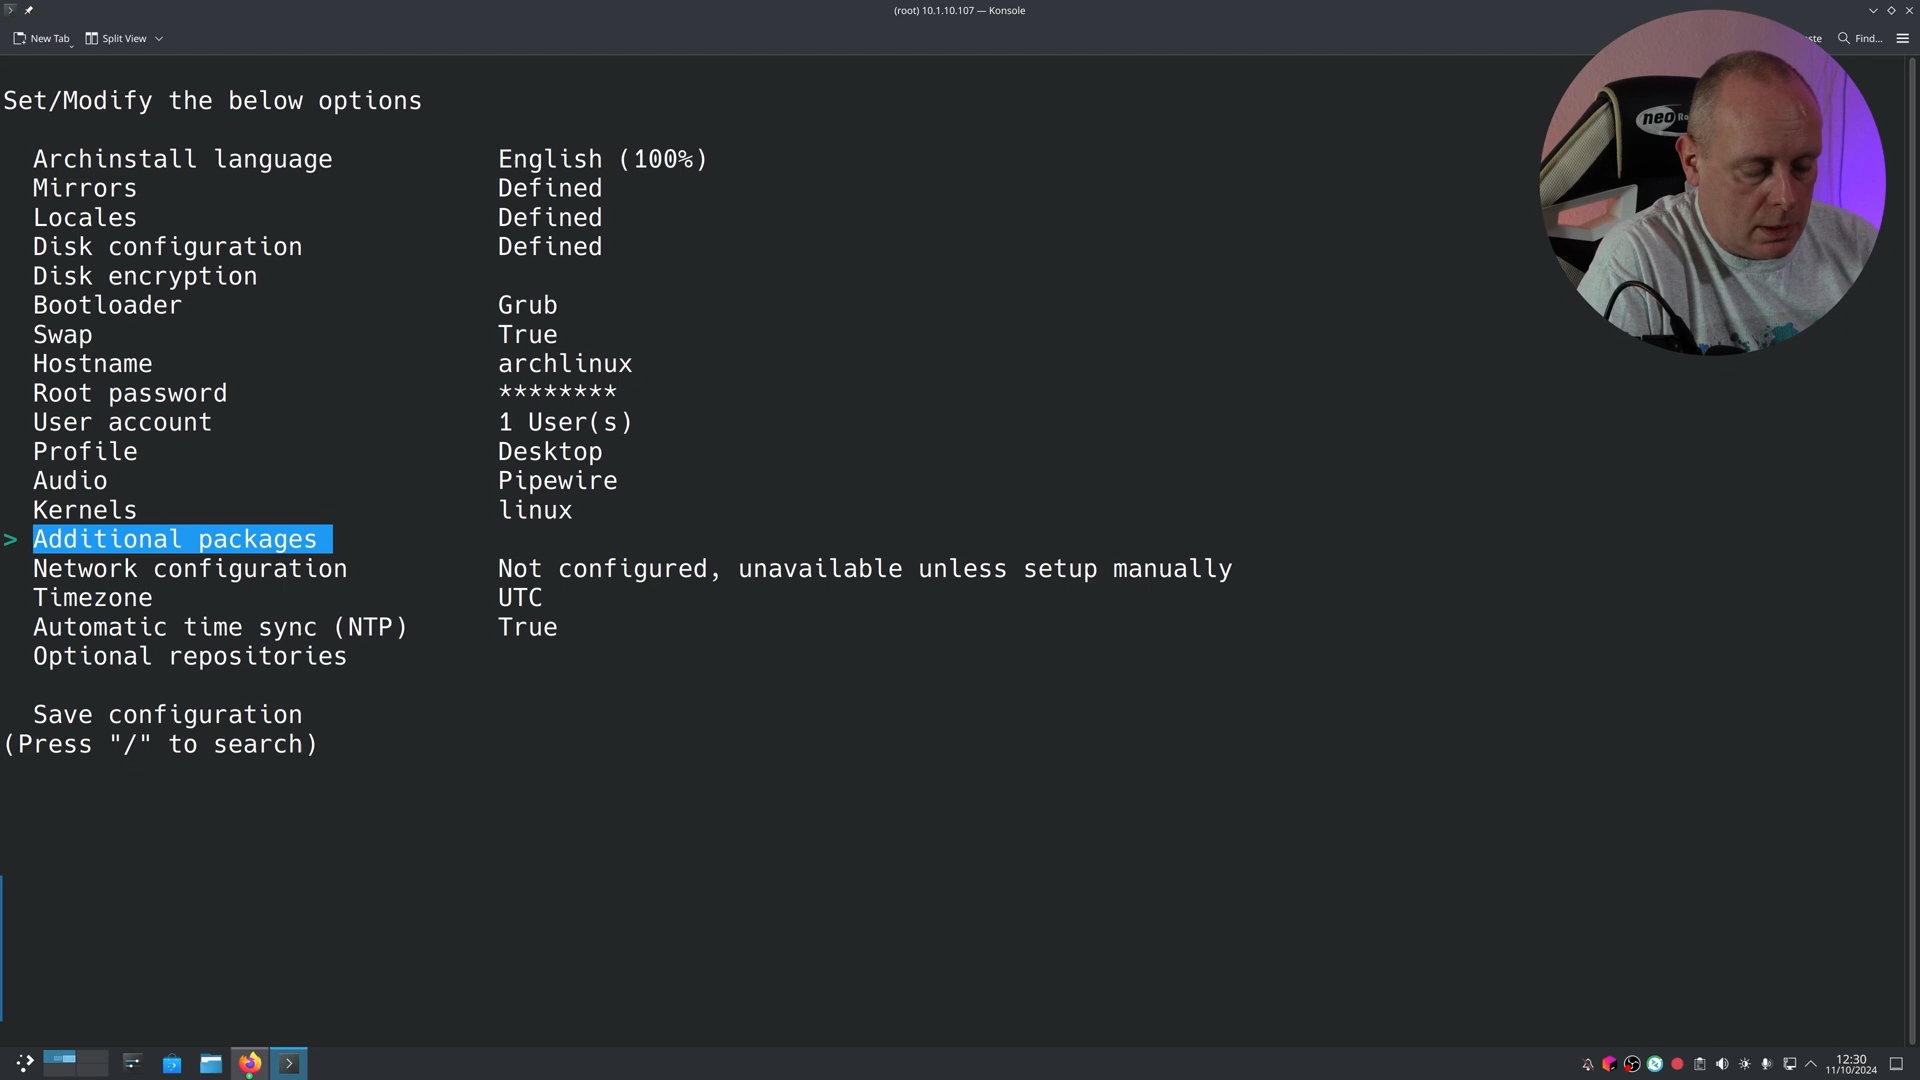 (root) 10.1.10.107 — Konsole
New Tab
Split View
Find...
neo
Set/Modify the below options
Archinstall language English (100%)
Mirrors Defined
Locales Defined
Disk configuration Defined
Disk encryption
Bootloader Grub
Swap True
Hostname archlinux
Root password ********
User account 1 User(s)
Profile Desktop
Audio Pipewire
Kernels linux
> Additional packages
Network configuration Not configured, unavailable unless setup manually
Timezone UTC
Automatic time sync (NTP) True
Optional repositories
Save configuration
(Press "/" to search)
12:30
11/10/2024